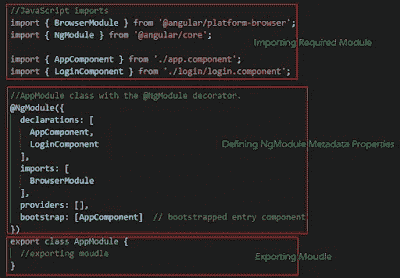 //JavaScript imports
import { BrowserModule } from '@angular/platform-browser';
import { NgModule } from '@angular/core';
Importing Required Module
import { AppComponent } from './app.component';
import { LoginComponent } from './login/login.component';
//AppModule class with the @NgModule decorator.
@NgModule({
declarations: [
AppComponent,
LoginComponent
Defining NgModule Metadata Properties
],
imports: [
BrowserModule
],
providers: [],
bootstrap: [AppComponent] // bootstrapped entry component
})
export class AppModule {
//exporting moudle
Exporting Moudle
}